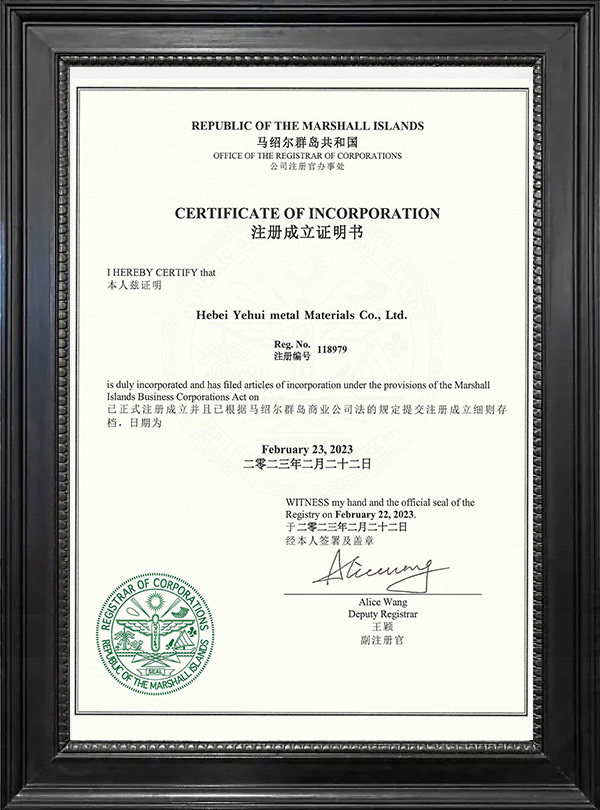 REPUBLIC OF THE MARSHALL ISLANDS
马绍尔群岛共和国
OFFICE OF THE REGISTRAR OF CORPORATIONS
公司注册官办事处
CERTIFICATE OF INCORPORATION
注册成立证明书
I HEREBY CERTIFY that
本人兹证明
Hebei Yehui metal Materials Co., Ltd.
Reg. No.
注册编号
118979
is duly incorporated and has filed articles of incorporation under the provisions of the Marshall
Islands Business Corporations Act on
已正式注册成立并且已根据马绍尔群岛商业公司法的规定提交注册成立细则存
档，日期为
February 23, 2023
二零二三年二月二十二日
WITNESS my hand and the official seal of the
Registry on February 22, 2023.
于二零二三年二月二十二日
经本人签署及盖章
Alicewang
Alice Wang
Deputy Registrar
王颖
副注册官
REGISTRAR OF CORPORATIONS
REPUBLIC OF THE MARSHALL ISLANDS
SEAL